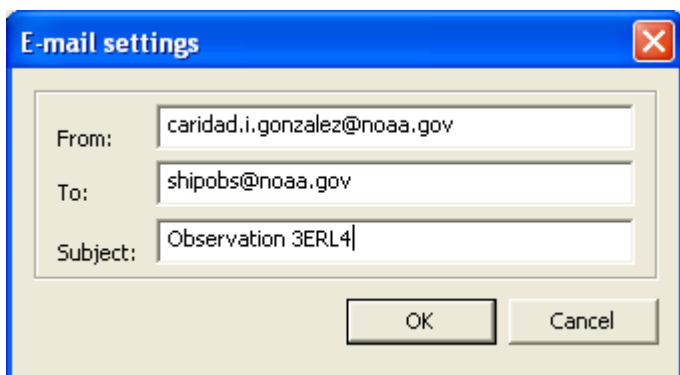 E-mail settings
From: caridad.i.gonzalez@noaa.gov
To: shipobs@noaa.gov
Subject: Observation 3ERL4
OK Cancel